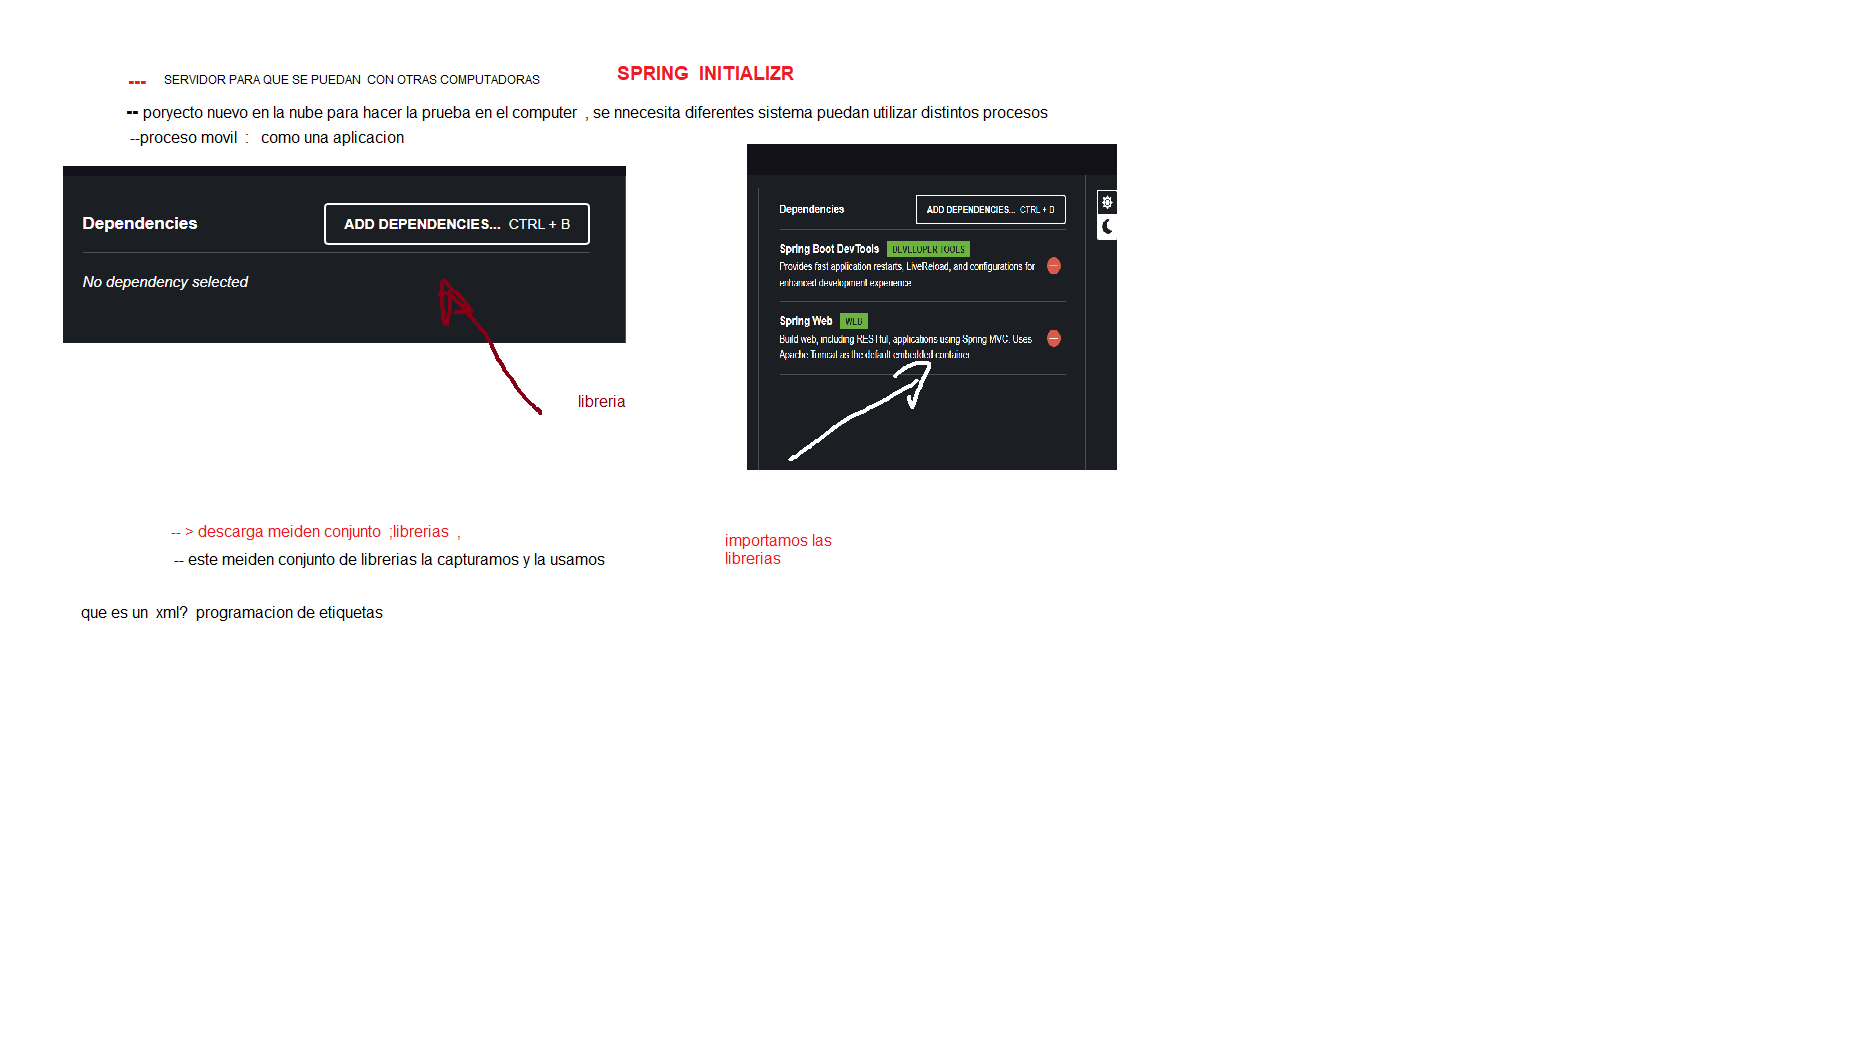 --- SERVIDOR PARA QUE SE PUEDAN  CON OTRAS COMPUTADORAS
SPRING  INITIALIZR
-- poryecto nuevo en la nube para hacer la prueba en el computer  , se nnecesita diferentes sistema puedan utilizar distintos procesos
--proceso movil  :   como una aplicacion
Dependencies
ADD DEPENDENCIES...  CTRL + B
No dependency selected
libreria
Dependencies
ADD DEPENDENCIES...  CTRL + D
Spring Boot DevTools  DEVELOPER TOOLS
Provides fast application restarts, LiveReload, and configurations for
enhanced development experience
Spring Web  WEB
Build web, including RESTful, applications using Spring MVC. Uses
Apache Tomcat as the default embedded container
-- > descarga meiden conjunto  ;librerias  ,
-- este meiden conjunto de librerias la capturamos y la usamos
importamos las
librerias
que es un  xml?  programacion de etiquetas